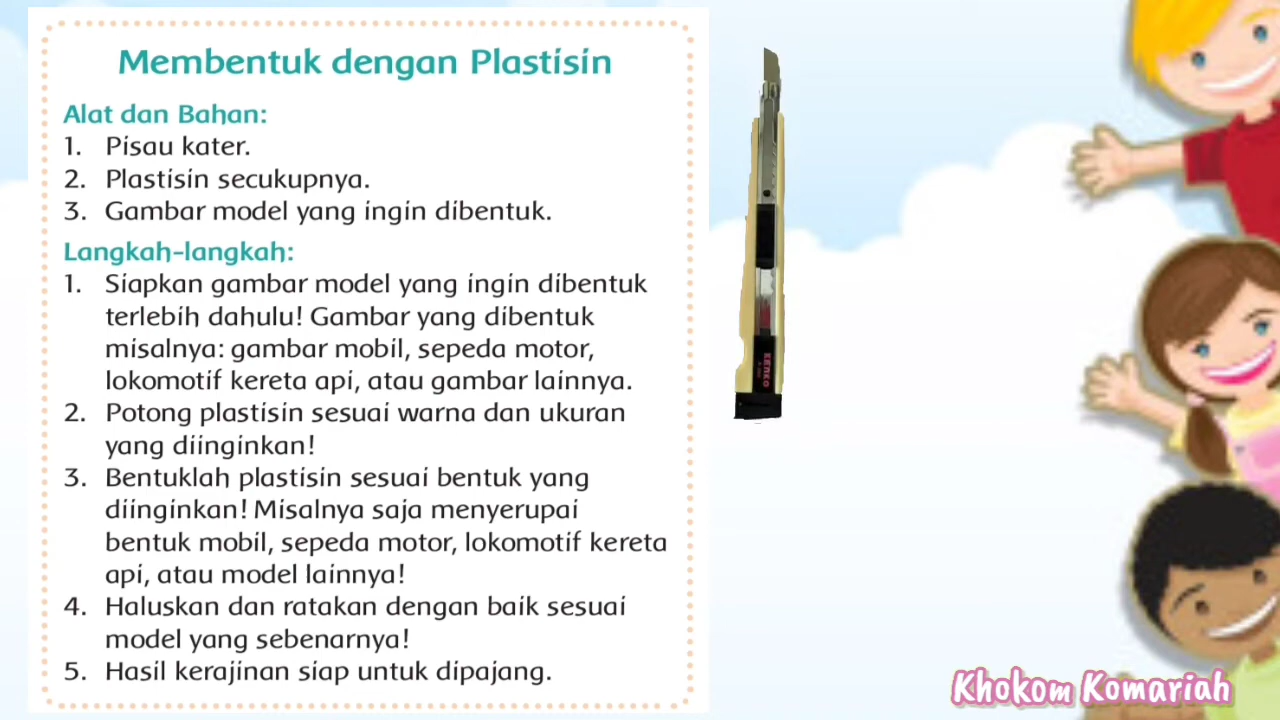 Membentuk dengan Plastisin
Alat dan Bahan:
1. Pisau kater.
2. Plastisin secukupnya.
3. Gambar model yang ingin dibentuk.
Langkah-langkah:
1. Siapkan gambar model yang ingin dibentuk
terlebih dahulu! Gambar yang dibentuk
misalnya: gambar mobil, sepeda motor,
lokomotif kereta api, atau gambar lainnya.
2. Potong plastisin sesuai warna dan ukuran
yang diinginkan!
3. Bentuklah plastisin sesuai bentuk yang
diinginkan! Misalnya saja menyerupai
bentuk mobil, sepeda motor, lokomotif kereta
api, atau model lainnya!
4. Haluskan dan ratakan dengan baik sesuai
model yang sebenarnya!
5. Hasil kerajinan siap untuk dipajang.
KENKO
Khokom Komariah